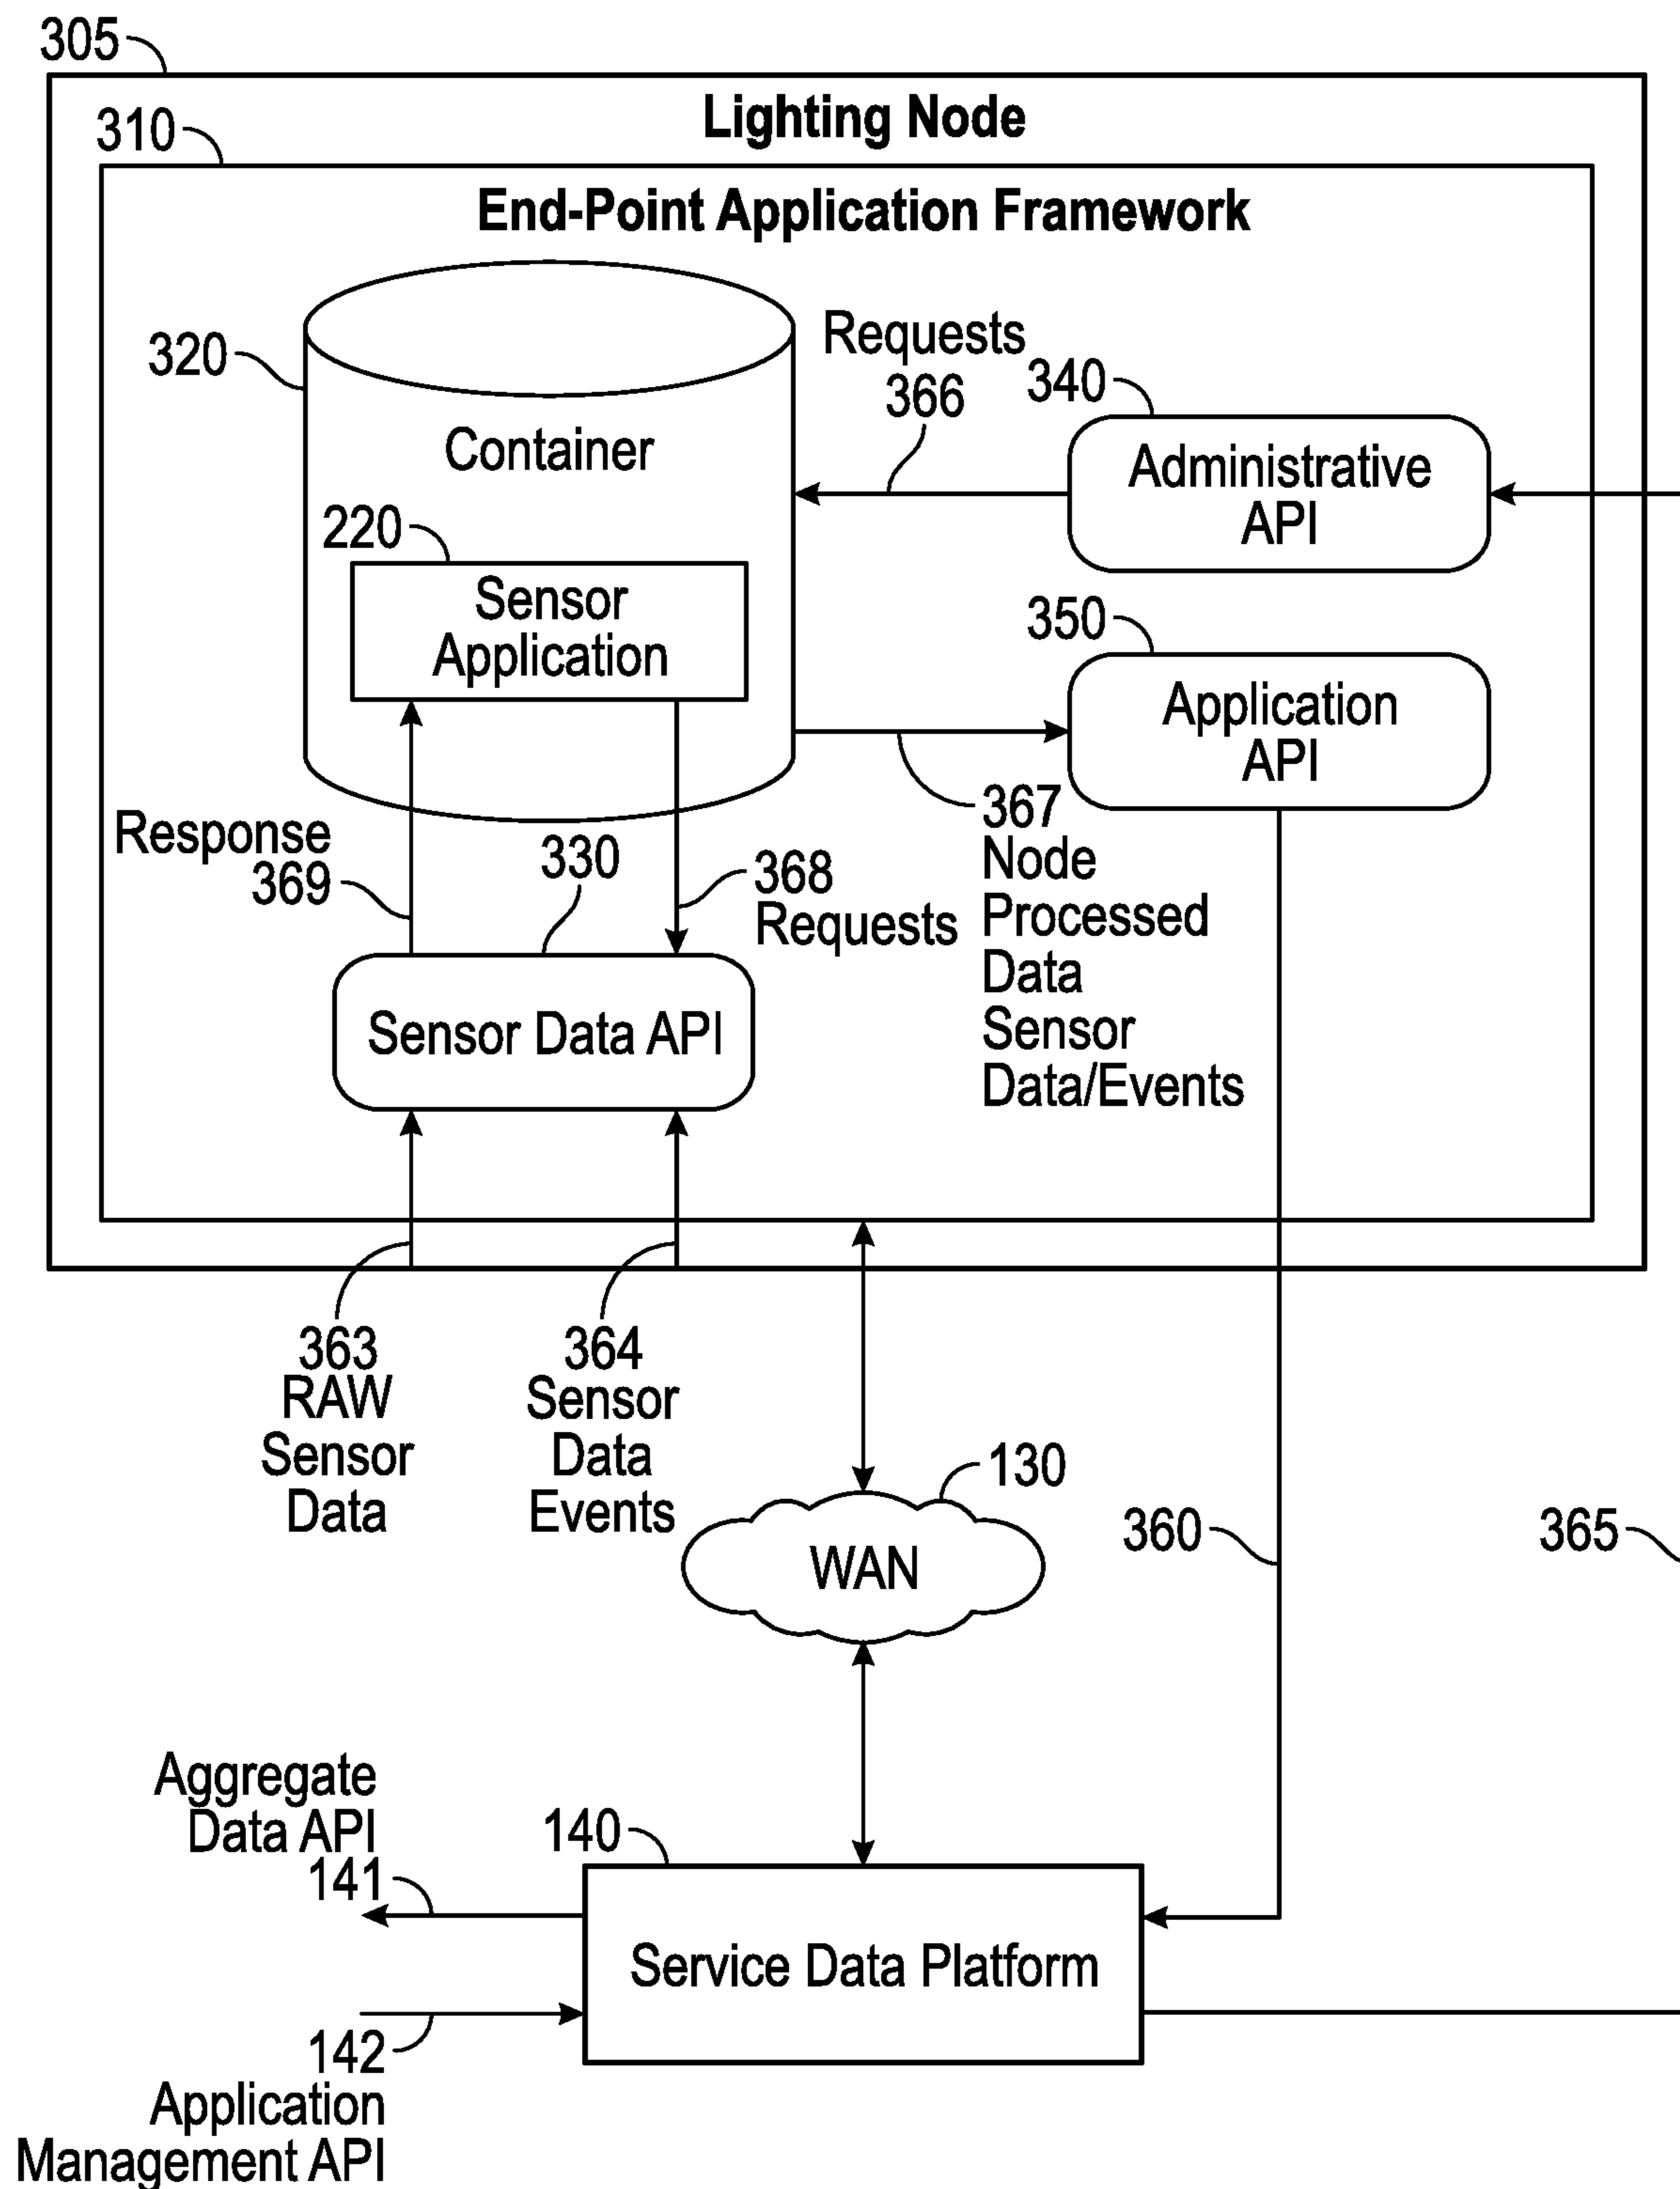 305
Lighting Node
310
End-Point Application Framework
320
Container
Requests
366
340
Administrative
API
220
Sensor
Application
350
Application
API
367
Node
Processed
Data
Sensor
Data/Events
Response
369
330
368
Requests
Sensor Data API
363
RAW
Sensor
Data
364
Sensor
Data
Events
130
WAN
360
365
Aggregate
Data API
141
140
Service Data Platform
142
Application
Management API